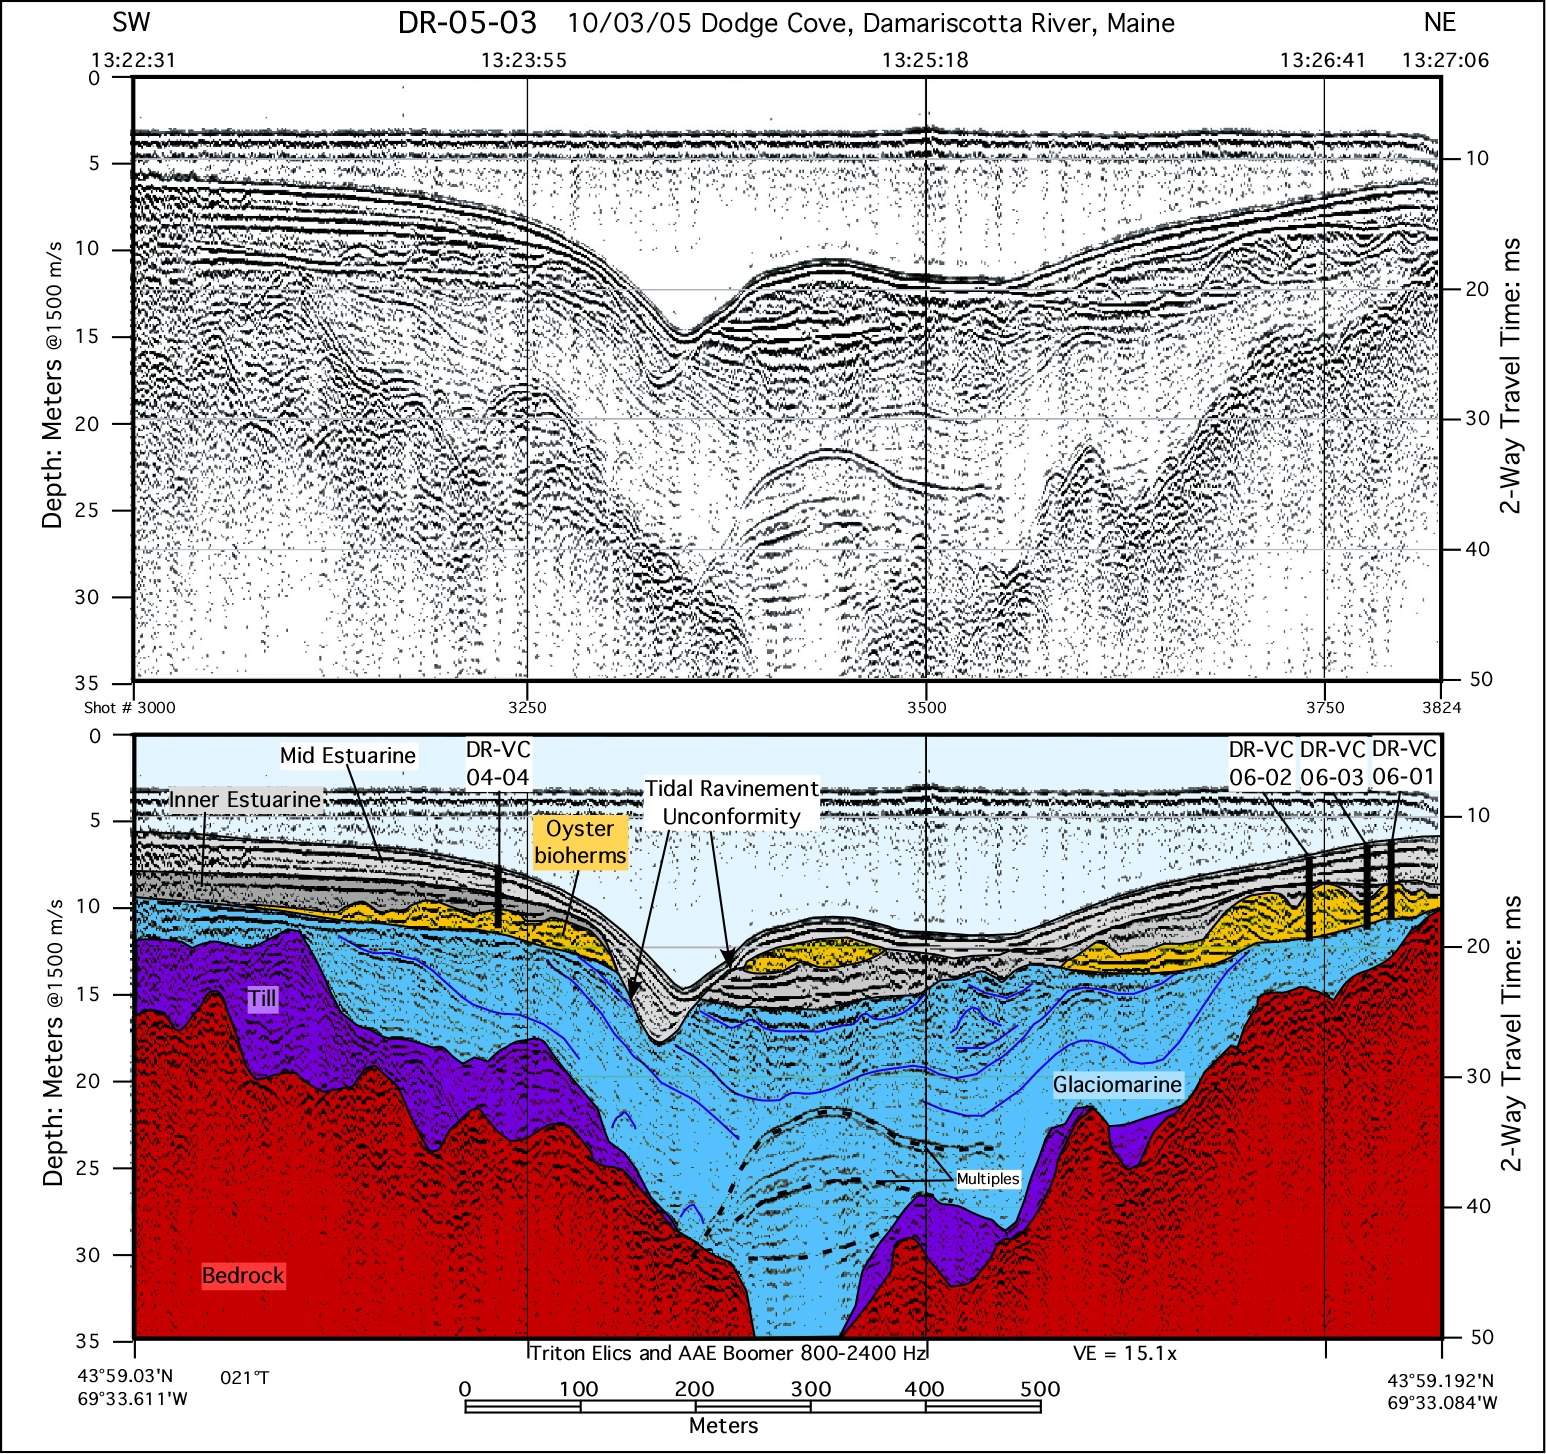 SW DR-05-03 10/03/05 Dodge Cove, Damariscotta River, Maine NE
13:22:31 13:23:55 13:25:18 13:26:41 13:27:06
0
5
10
15
20
25
30
35
Depth: Meters @1500 m/s
10
20
30
40
50
2-Way Travel Time: ms
Shot # 3000 3250 3500 3750 3824
0
5
10
15
20
25
30
35
Depth: Meters @1500 m/s
Mid Estuarine
Inner Estuarine
DR-VC
04-04
Oyster
bioherms
Tidal Ravinement
Unconformity
DR-VC
06-02
DR-VC
06-03
DR-VC
06-01
Till
Glaciomarine
Multiples
Bedrock
10
20
30
40
50
2-Way Travel Time: ms
Triton Elics and AAE Boomer 800-2400 Hz VE = 15.1x
43°59.03'N
69°33.611'W
021°T
43°59.192'N
69°33.084'W
0 100 200 300 400 500
Meters